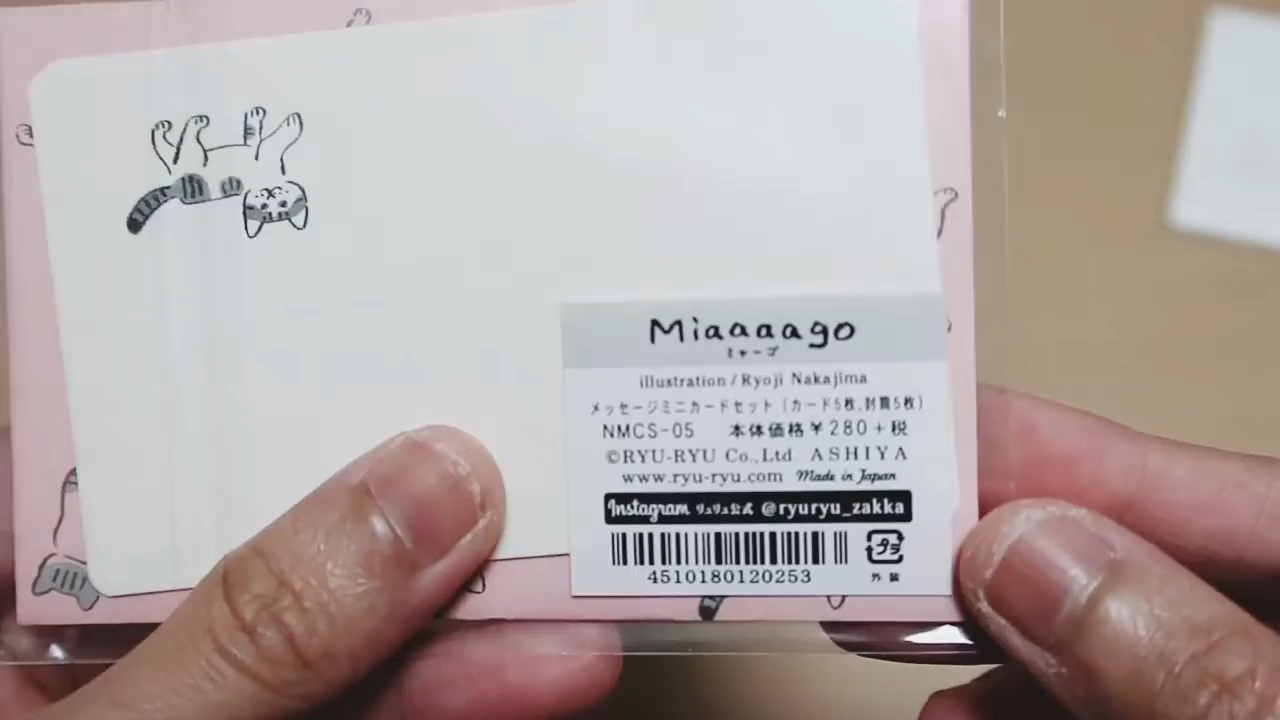 Miaaaago
ミャーゴ
illustration / Ryoji Nakajima
メッセージミニカードセット (カード5枚,封筒5枚)
NMCS-05 本体価格¥280+税
©RYU-RYU Co.,Ltd. ASHIYA
www.ryu-ryu.com Made in Japan
Instagram リュリュ公式 @ryuryu_zakka
プラ
4510180120253
外装